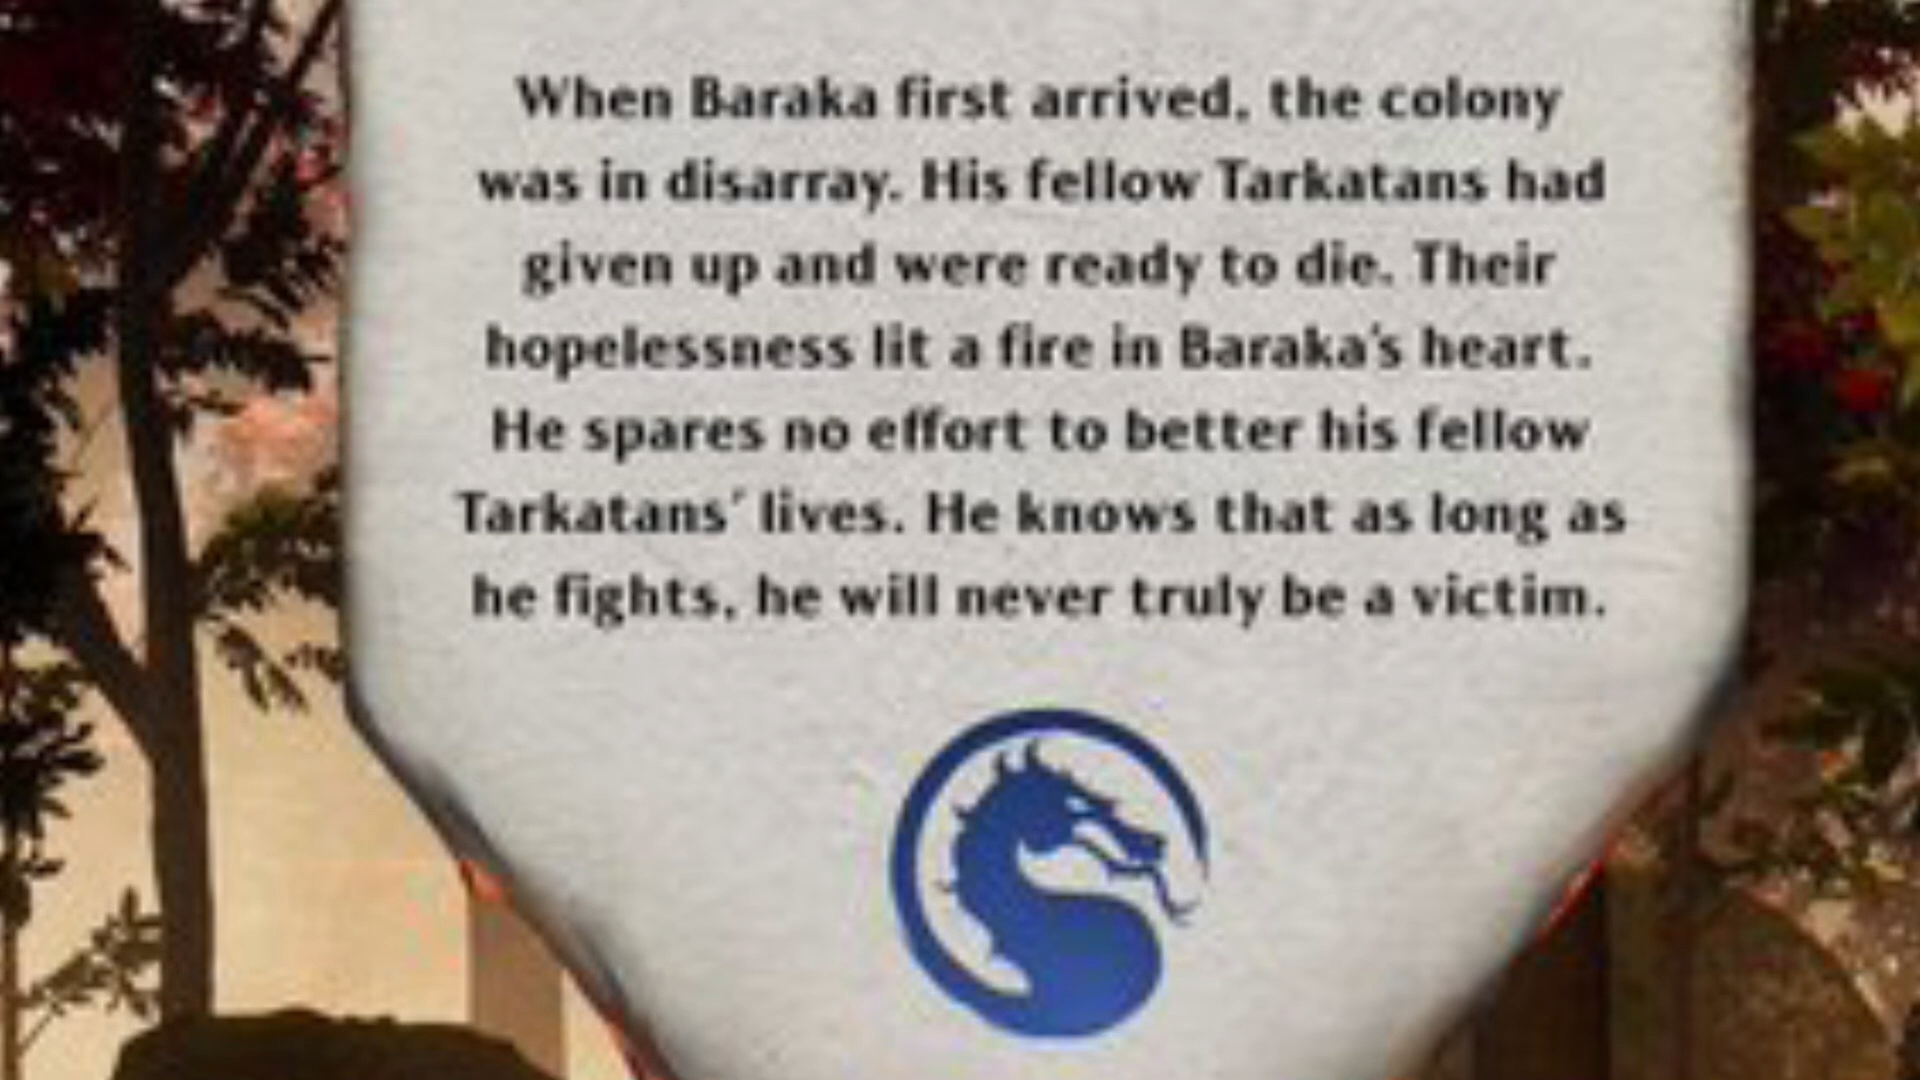 When Baraka first arrived, the colony
was in disarray. His fellow Tarkatans had
given up and were ready to die. Their
hopelessness lit a fire in Baraka's heart.
He spares no effort to better his fellow
Tarkatans' lives. He knows that as long as
he fights, he will never truly be a victim.